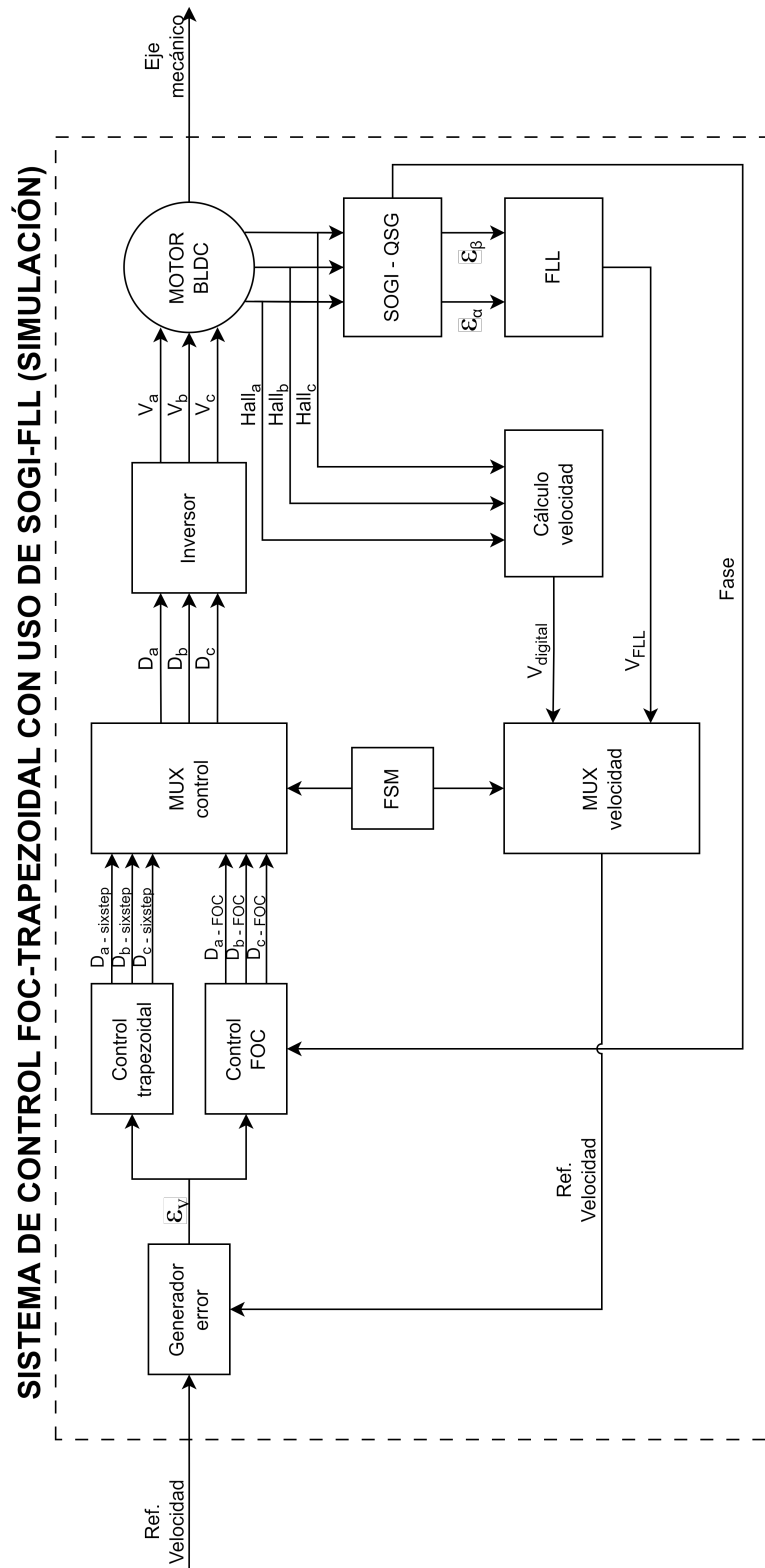 SISTEMA DE CONTROL FOC-TRAPEZOIDAL CON USO DE SOGI-FLL (SIMULACIÓN)
Ref.
Velocidad
Generador
error
εv
Control
trapezoidal
Control
FOC
Da - sixstep
Db - sixstep
Dc - sixstep
Da - FOC
Db - FOC
Dc - FOC
MUX
control
Da
Db
Dc
Inversor
Va
Vb
Vc
MOTOR
BLDC
Eje
mecánico
Halla
Hallb
Hallc
SOGI - QSG
εα
εβ
FLL
Cálculo
velocidad
Vdigital
VFLL
FSM
MUX
velocidad
Ref.
Velocidad
Fase